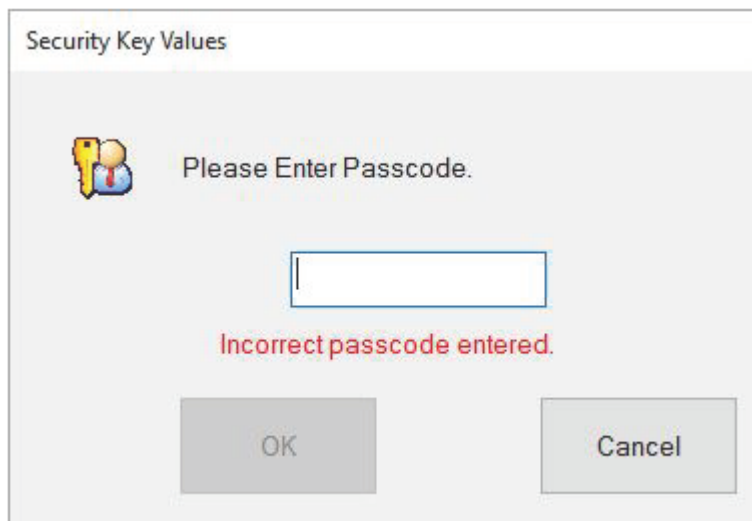 Security Key Values
Please Enter Passcode.
Incorrect passcode entered.
OK
Cancel